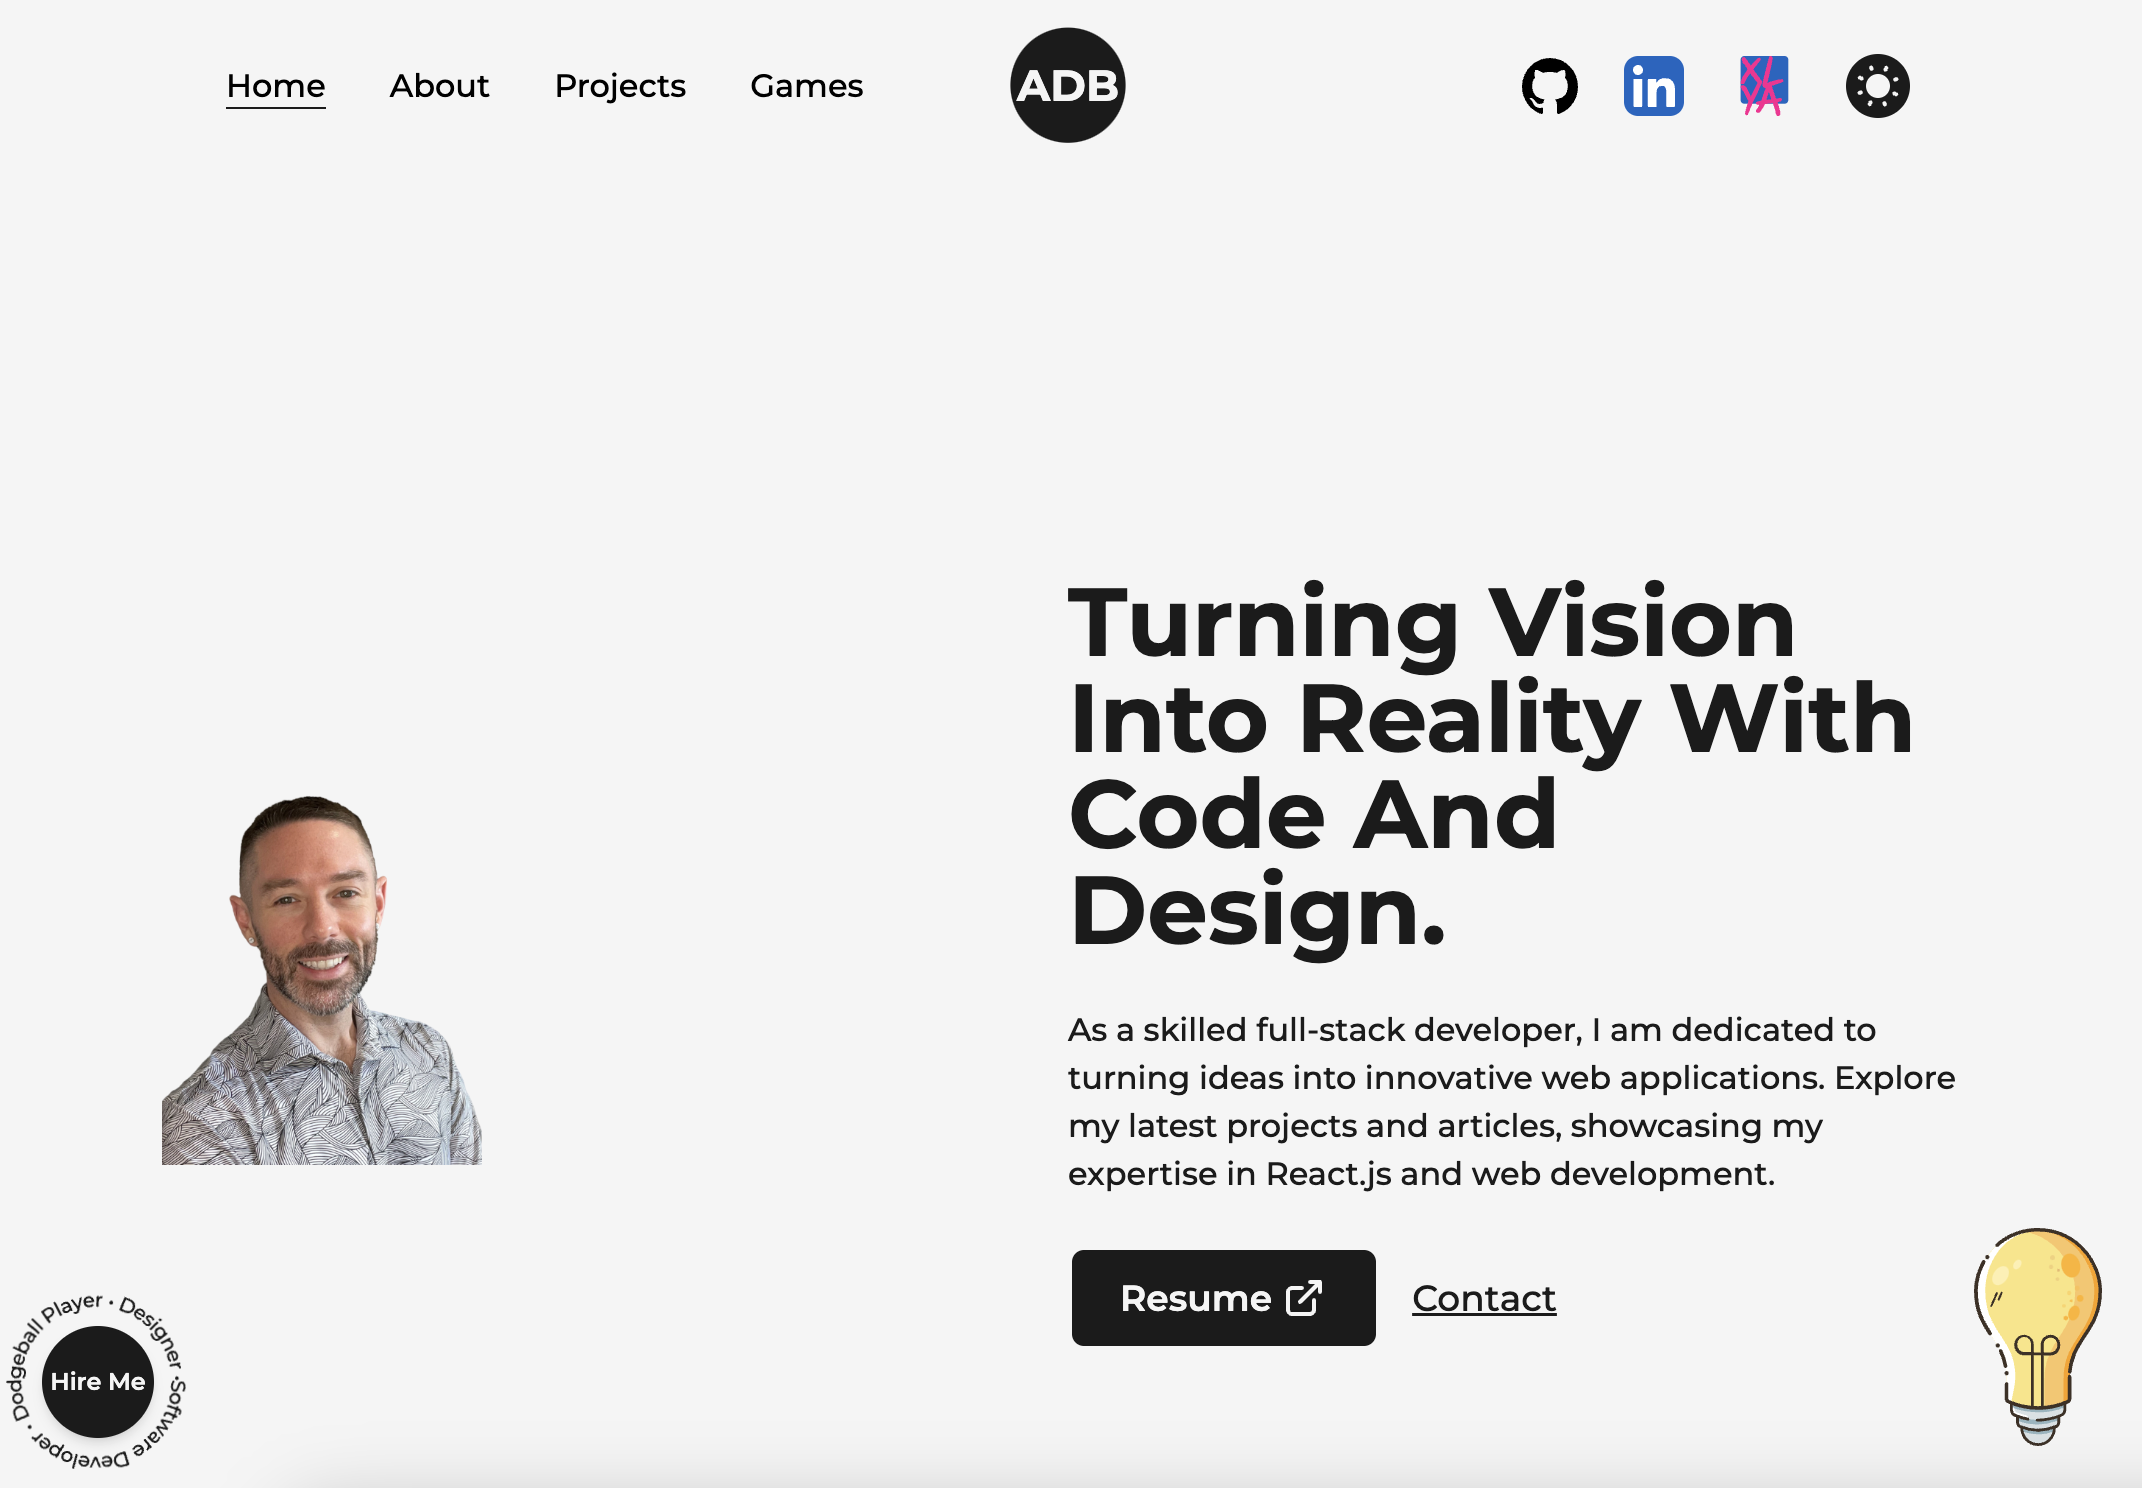 Home
About
Projects
Games
ADB
in
Turning Vision
Into Reality With
Code And
Design.
As a skilled full-stack developer, I am dedicated to
turning ideas into innovative web applications. Explore
my latest projects and articles, showcasing my
expertise in React.js and web development.
Resume
Contact
Dodgeball Player · Designer · Software Developer ·
Hire Me